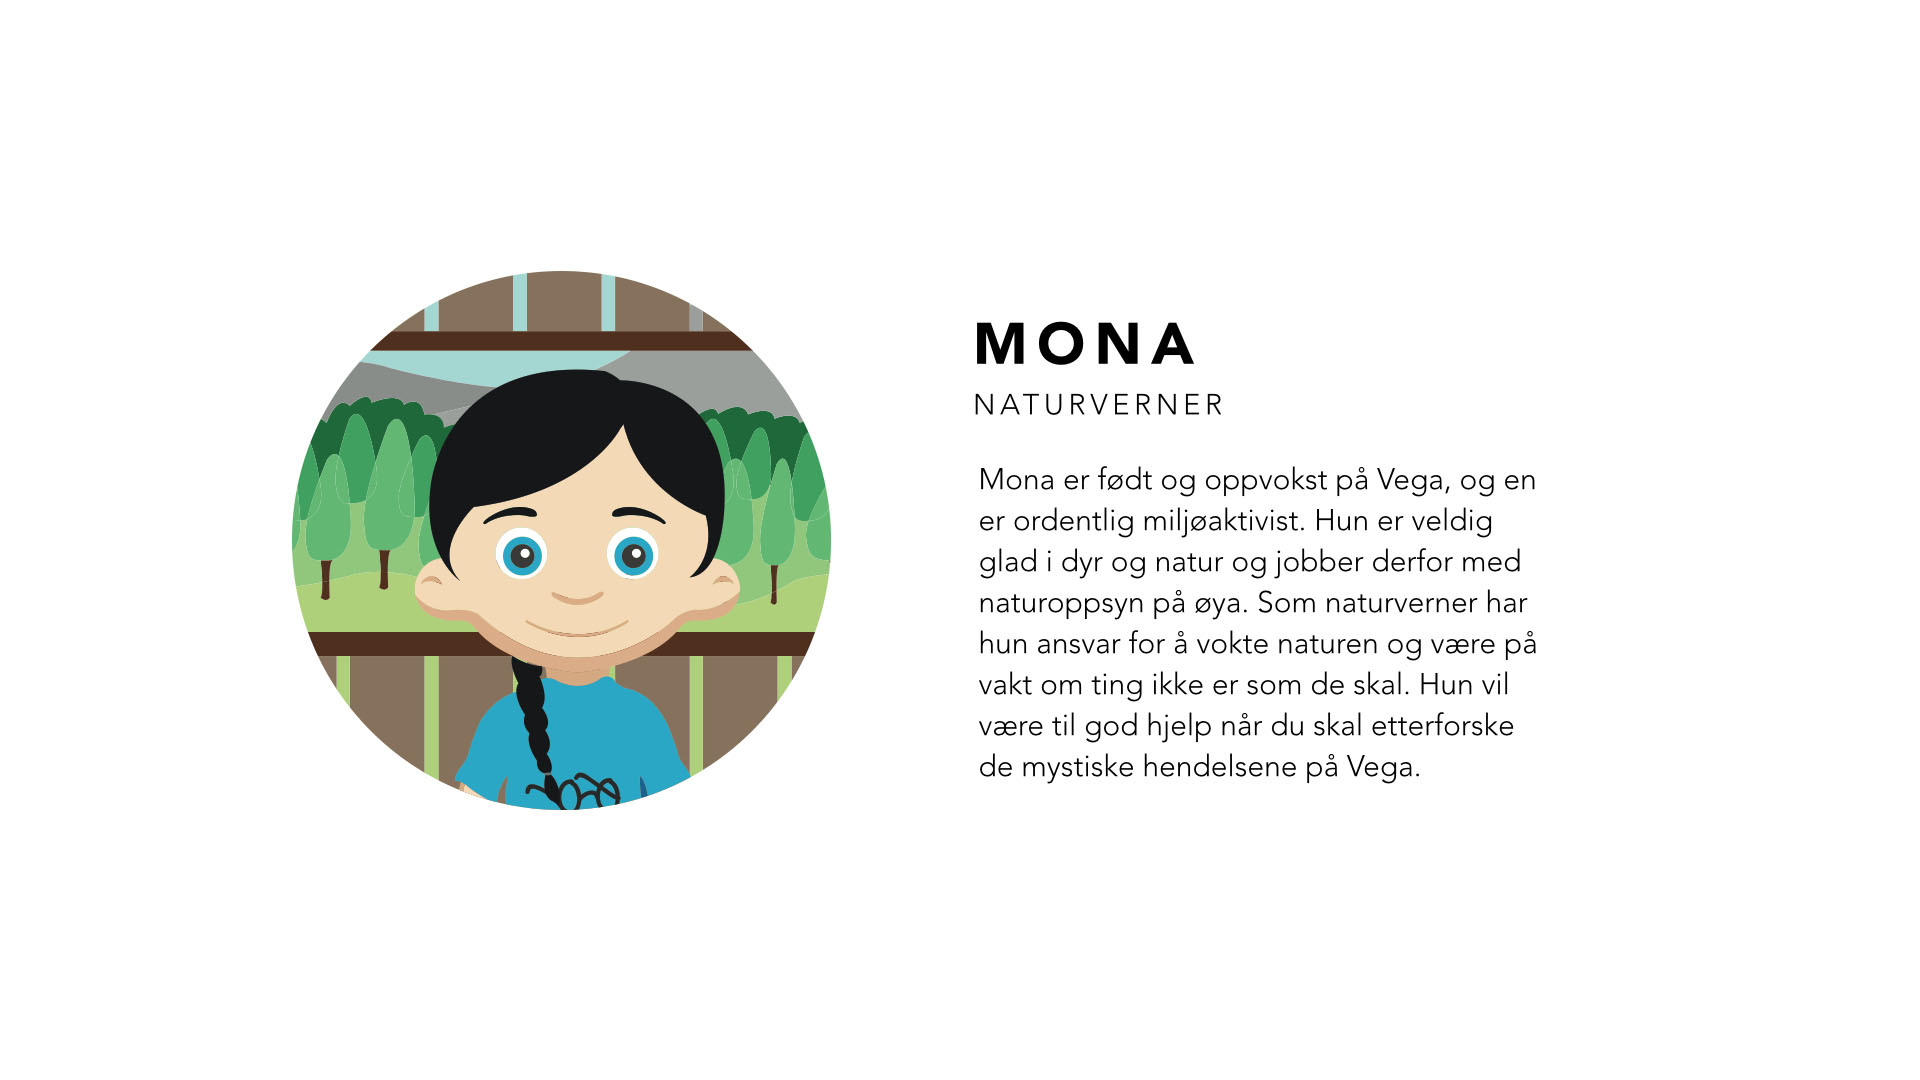 MONA
NATURVERNER
Mona er født og oppvokst på Vega, og en
er ordentlig miljøaktivist. Hun er veldig
glad i dyr og natur og jobber derfor med
naturoppsyn på øya. Som naturverner har
hun ansvar for å vokte naturen og være på
vakt om ting ikke er som de skal. Hun vil
være til god hjelp når du skal etterforske
de mystiske hendelsene på Vega.